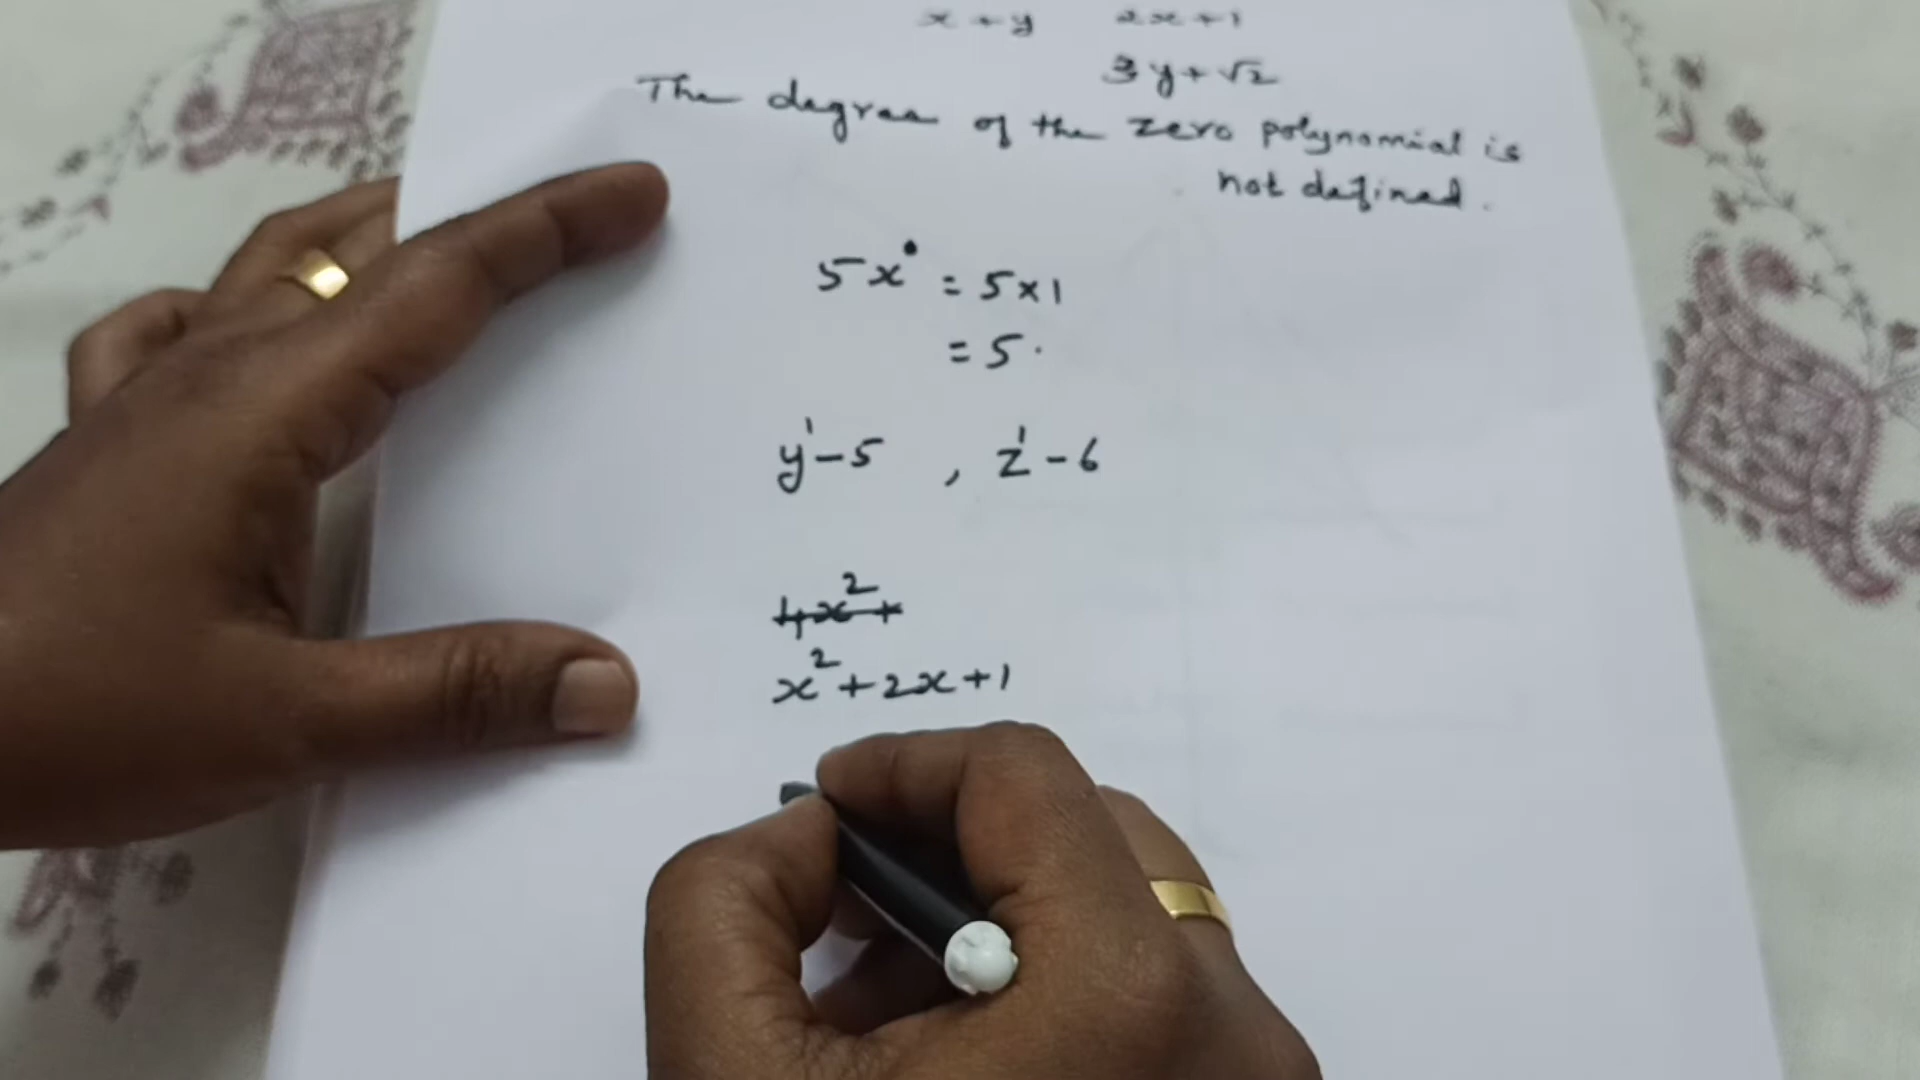 x + y 2x + 1
3y + √2
The degree of the zero polynomial is
not defined.
5x⁰ = 5 × 1
= 5.
y¹ - 5 , z¹ - 6
4x² +
x² + 2x + 1